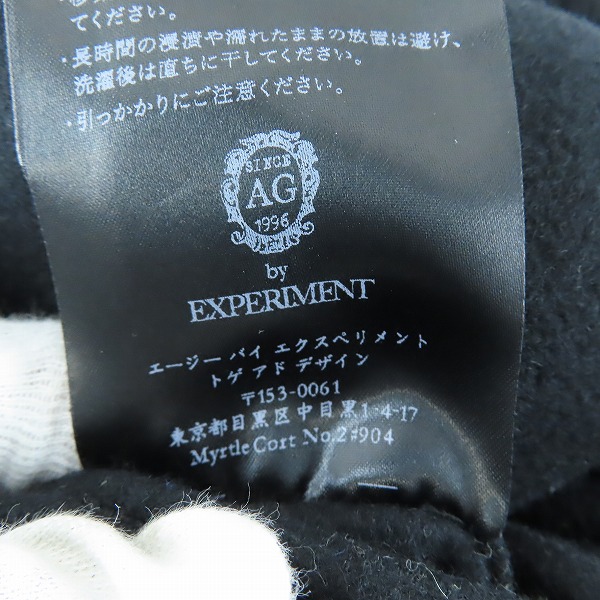 てください。
・長時間の浸漬や濡れたままの放置は避け、
洗濯後は直ちに干してください。
・引っかかりにご注意ください。
SINCE
AG
1996
by
EXPERIMENT
エージー バイ エクスペリメント
トゲ アド デザイン
〒153-0061
東京都目黒区中目黒1-4-17
Myrtle Cort No.2#904